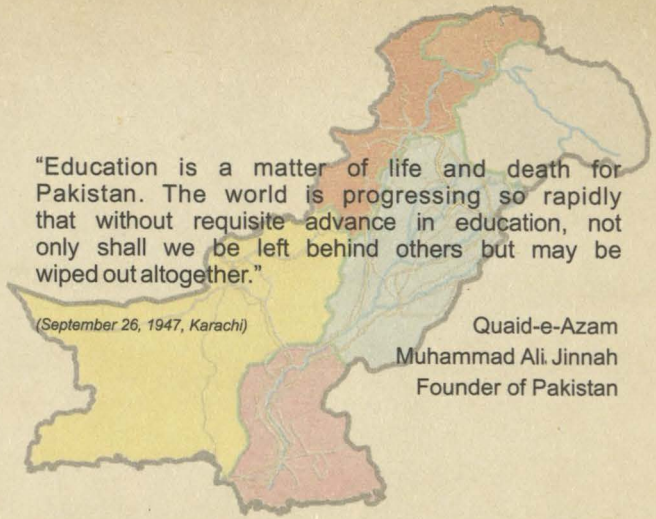 “Education is a matter of life and death for
Pakistan. The world is progressing so rapidly
that without requisite advance in education, not
only shall we be left behind others but may be
wiped out altogether.”
(September 26, 1947, Karachi)
Quaid-e-Azam
Muhammad Ali Jinnah
Founder of Pakistan